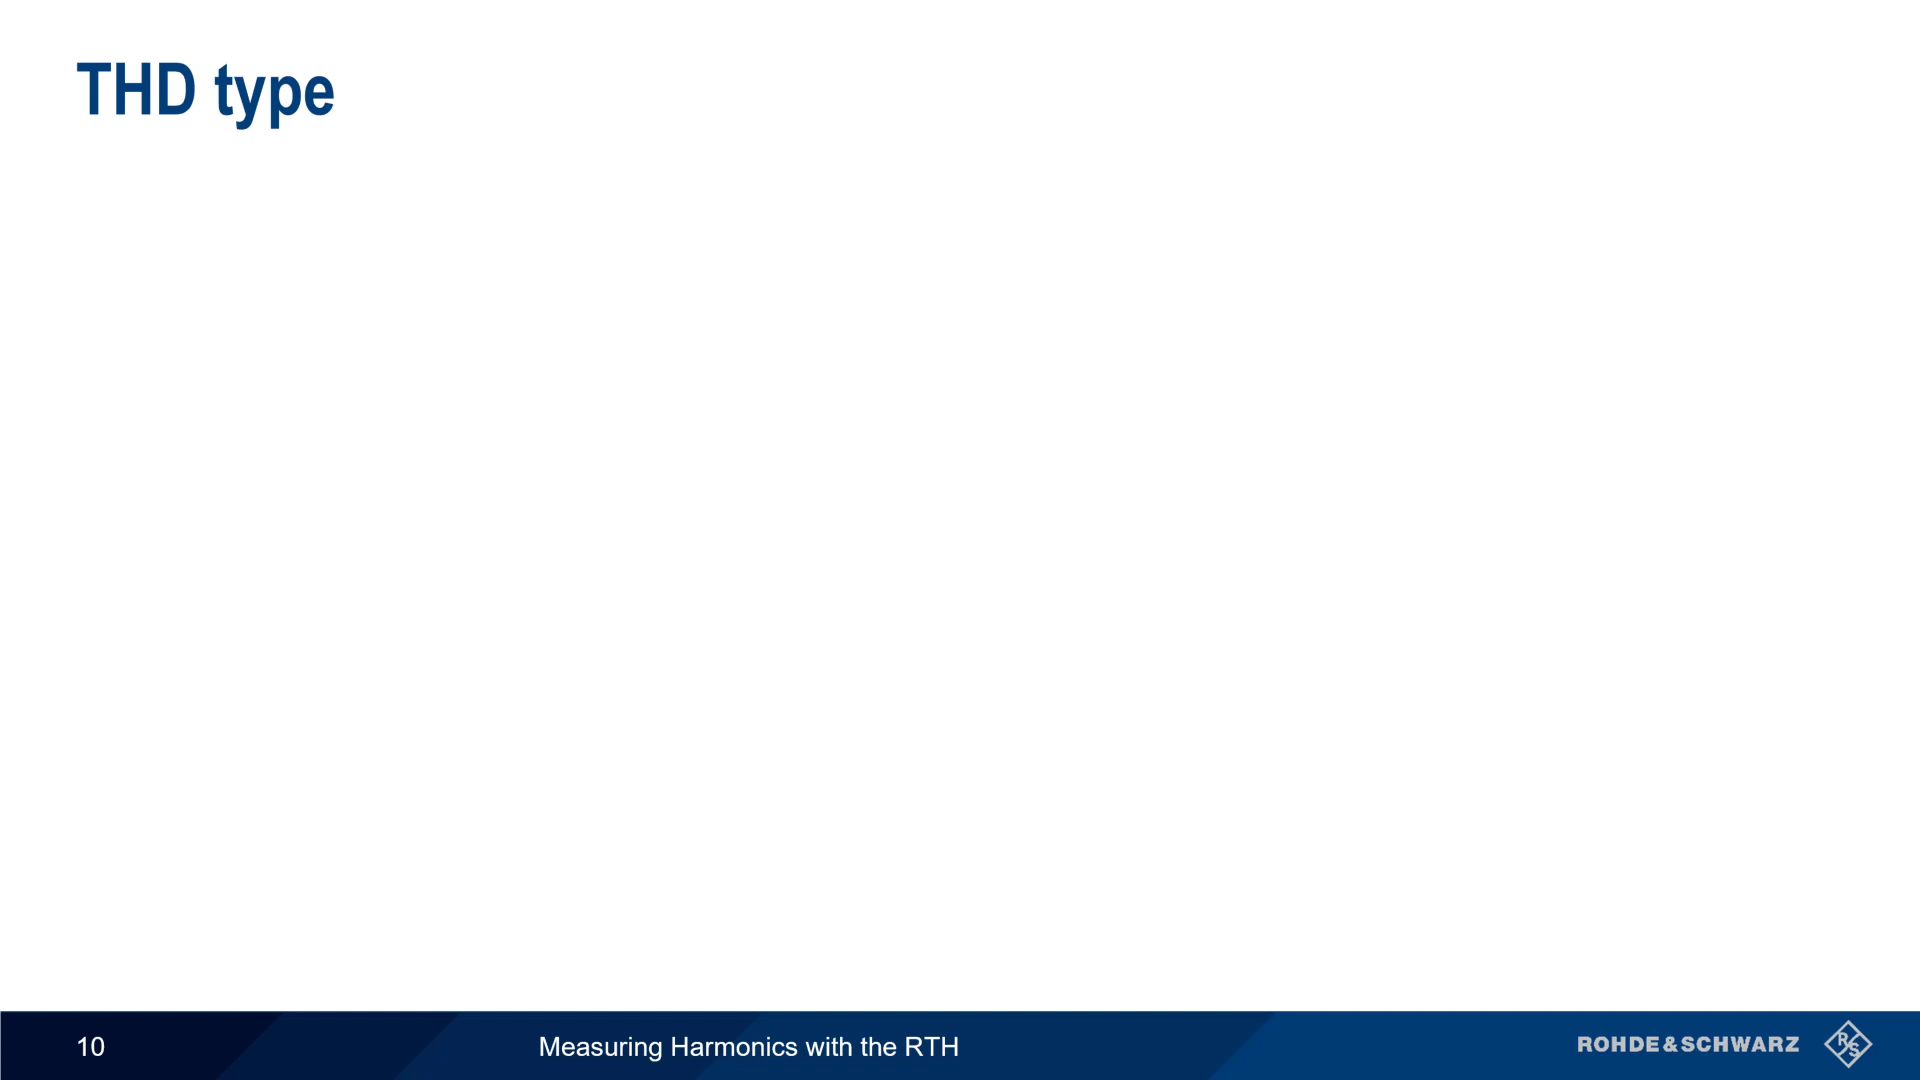 THD type
10
Measuring Harmonics with the RTH
ROHDE&SCHWARZ
R&S